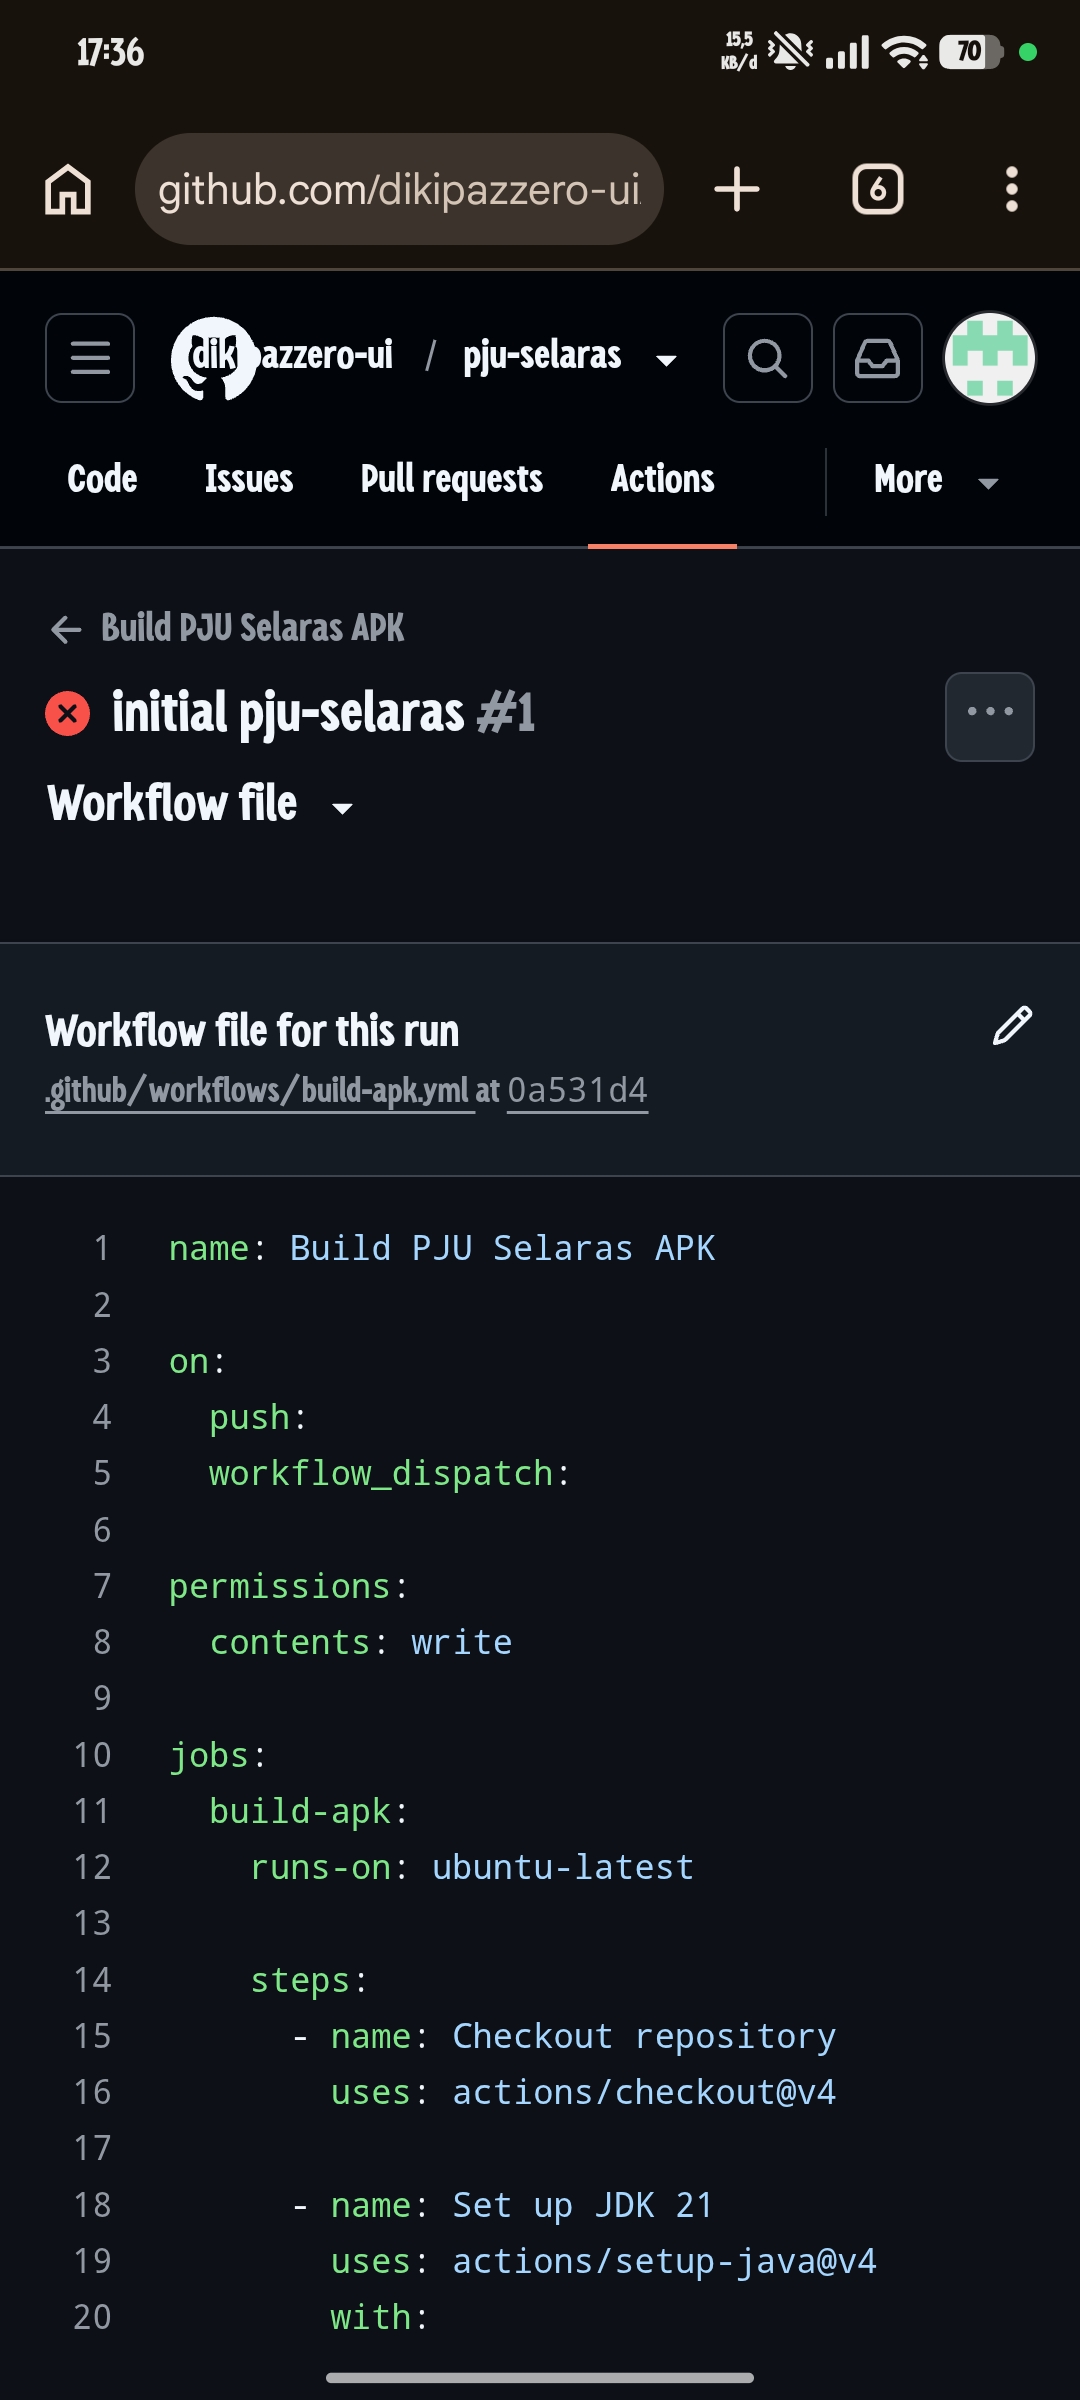 17:36
15,5
KB/d
70
github.com/dikipazzero-ui
6
dik azzero-ui / pju-selaras
Code Issues Pull requests Actions More
Build PJU Selaras APK
initial pju-selaras #1
Workflow file
Workflow file for this run
.github/workflows/build-apk.yml at 0a531d4
1 name: Build PJU Selaras APK
2
3 on:
4 push:
5 workflow_dispatch:
6
7 permissions:
8 contents: write
9
10 jobs:
11 build-apk:
12 runs-on: ubuntu-latest
13
14 steps:
15 - name: Checkout repository
16 uses: actions/checkout@v4
17
18 - name: Set up JDK 21
19 uses: actions/setup-java@v4
20 with: